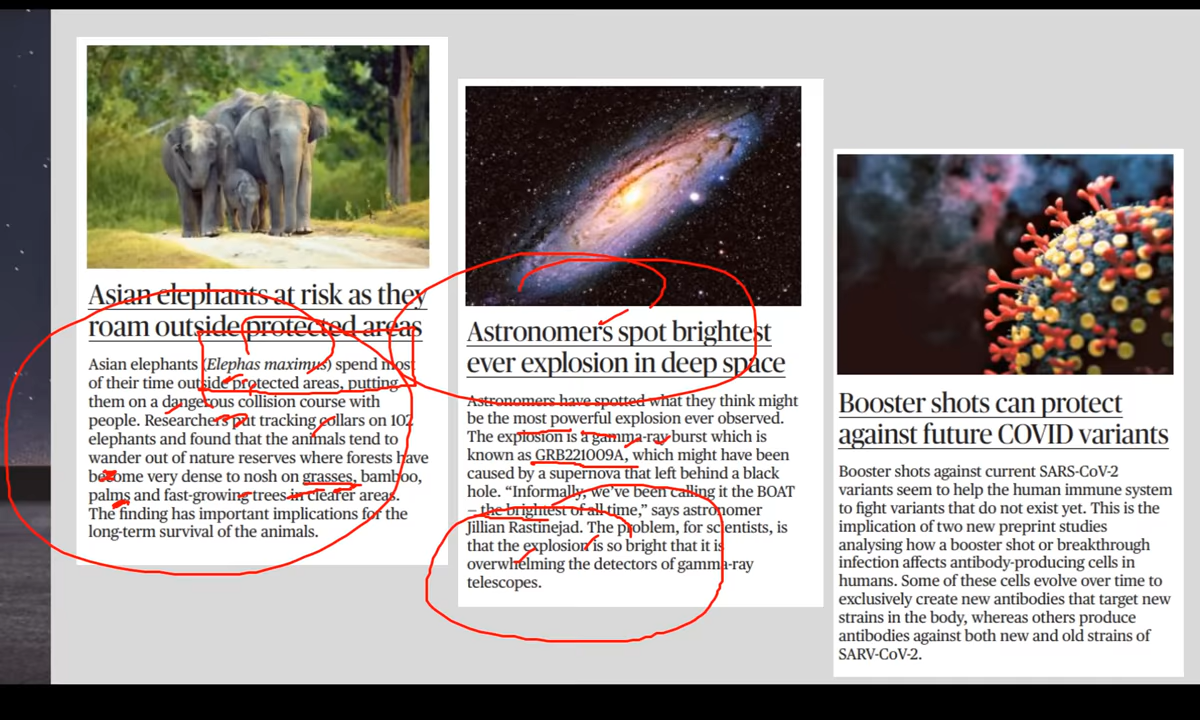 Asian elephants at risk as they
roam outside protected areas
Asian elephants (Elephas maximus) spend most
of their time outside protected areas, putting
them on a dangerous collision course with
people. Researchers put tracking collars on 102
elephants and found that the animals tend to
wander out of nature reserves where forests have
become very dense to nosh on grasses, bamboo,
palms and fast-growing trees in clearer areas.
The finding has important implications for the
long-term survival of the animals.
Astronomers spot brightest
ever explosion in deep space
Astronomers have spotted what they think might
be the most powerful explosion ever observed.
The explosion is a gamma-ray burst which is
known as GRB221009A, which might have been
caused by a supernova that left behind a black
hole. “Informally, we’ve been calling it the BOAT
– the brightest of all time,” says astronomer
Jillian Rastinejad. The problem, for scientists, is
that the explosion is so bright that it is
overwhelming the detectors of gamma-ray
telescopes.
Booster shots can protect
against future COVID variants
Booster shots against current SARS-CoV-2
variants seem to help the human immune system
to fight variants that do not exist yet. This is the
implication of two new preprint studies
analysing how a booster shot or breakthrough
infection affects antibody-producing cells in
humans. Some of these cells evolve over time to
exclusively create new antibodies that target new
strains in the body, whereas others produce
antibodies against both new and old strains of
SARV-CoV-2.